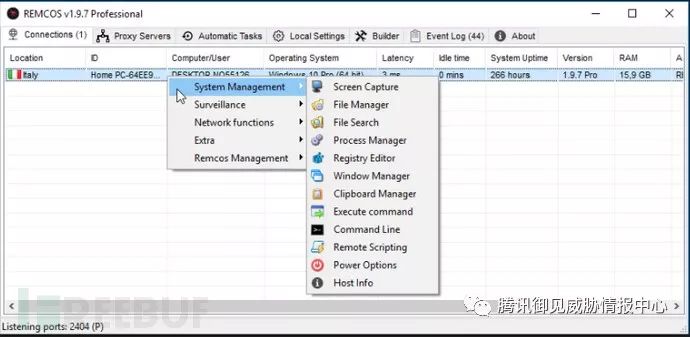 REMCOS v1.9.7 Professional
Connections (1) Proxy Servers Automatic Tasks Local Settings Builder Event Log (44) About
Location ID Computer/User Operating System Latency Idle time System Uptime Version RAM A
Italy Home PC-64EE9... DESKTOP-NO55126 Windows 10 Pro (64 bit) 3 ms 0 mins 266 hours 1.9.7 Pro 15,9 GB
System Management
Surveillance
Network functions
Extra
Remcos Management
Screen Capture
File Manager
File Search
Process Manager
Registry Editor
Window Manager
Clipboard Manager
Execute command
Command Line
Remote Scripting
Power Options
Host Info
REEBUF
腾讯御见威胁情报中心
Listening ports: 2404 (P)